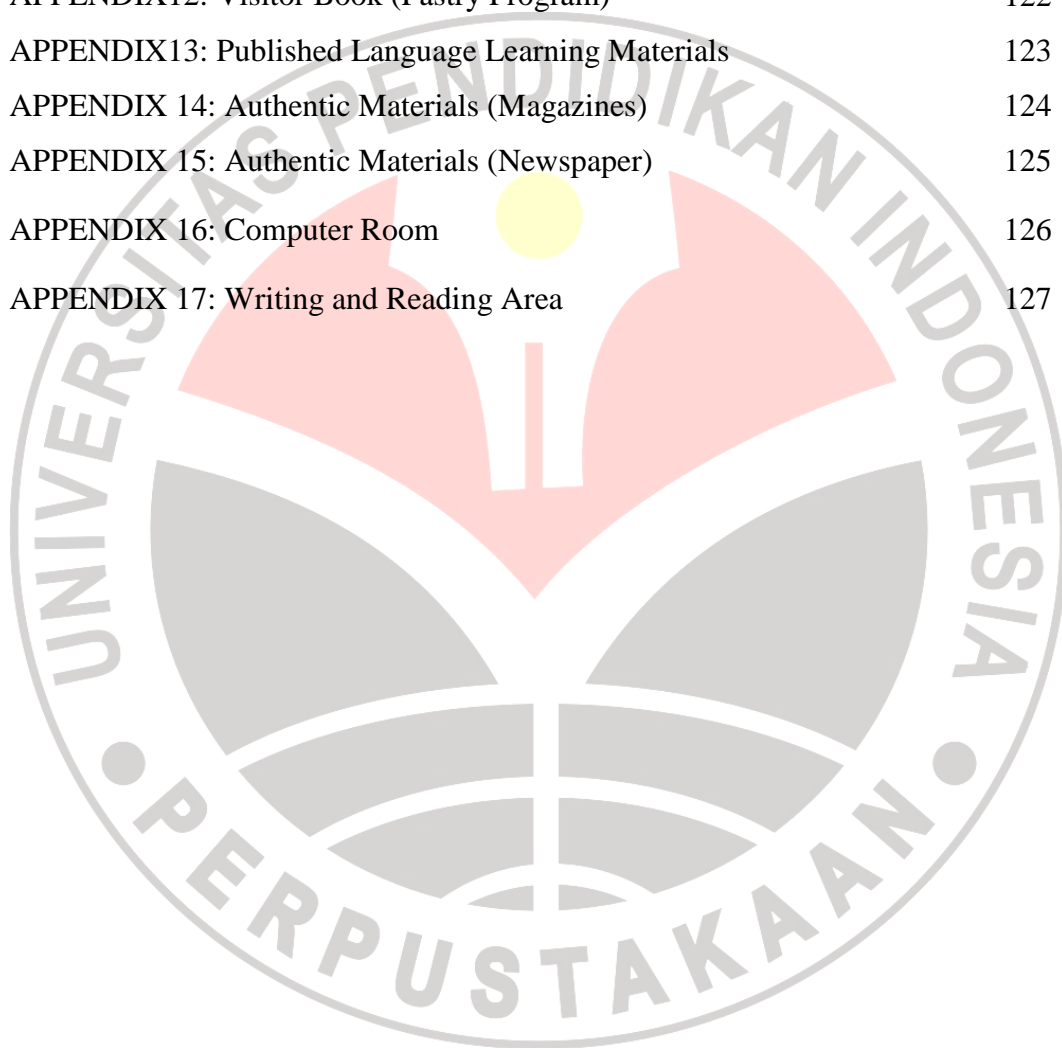 APPENDIX12: Visitor Book (Pastry Program) 122
APPENDIX13: Published Language Learning Materials 123
APPENDIX 14: Authentic Materials (Magazines) 124
APPENDIX 15: Authentic Materials (Newspaper) 125
APPENDIX 16: Computer Room 126
APPENDIX 17: Writing and Reading Area 127
UNIVERSITAS PENDIDIKAN INDONESIA
PERPUSTAKAAN